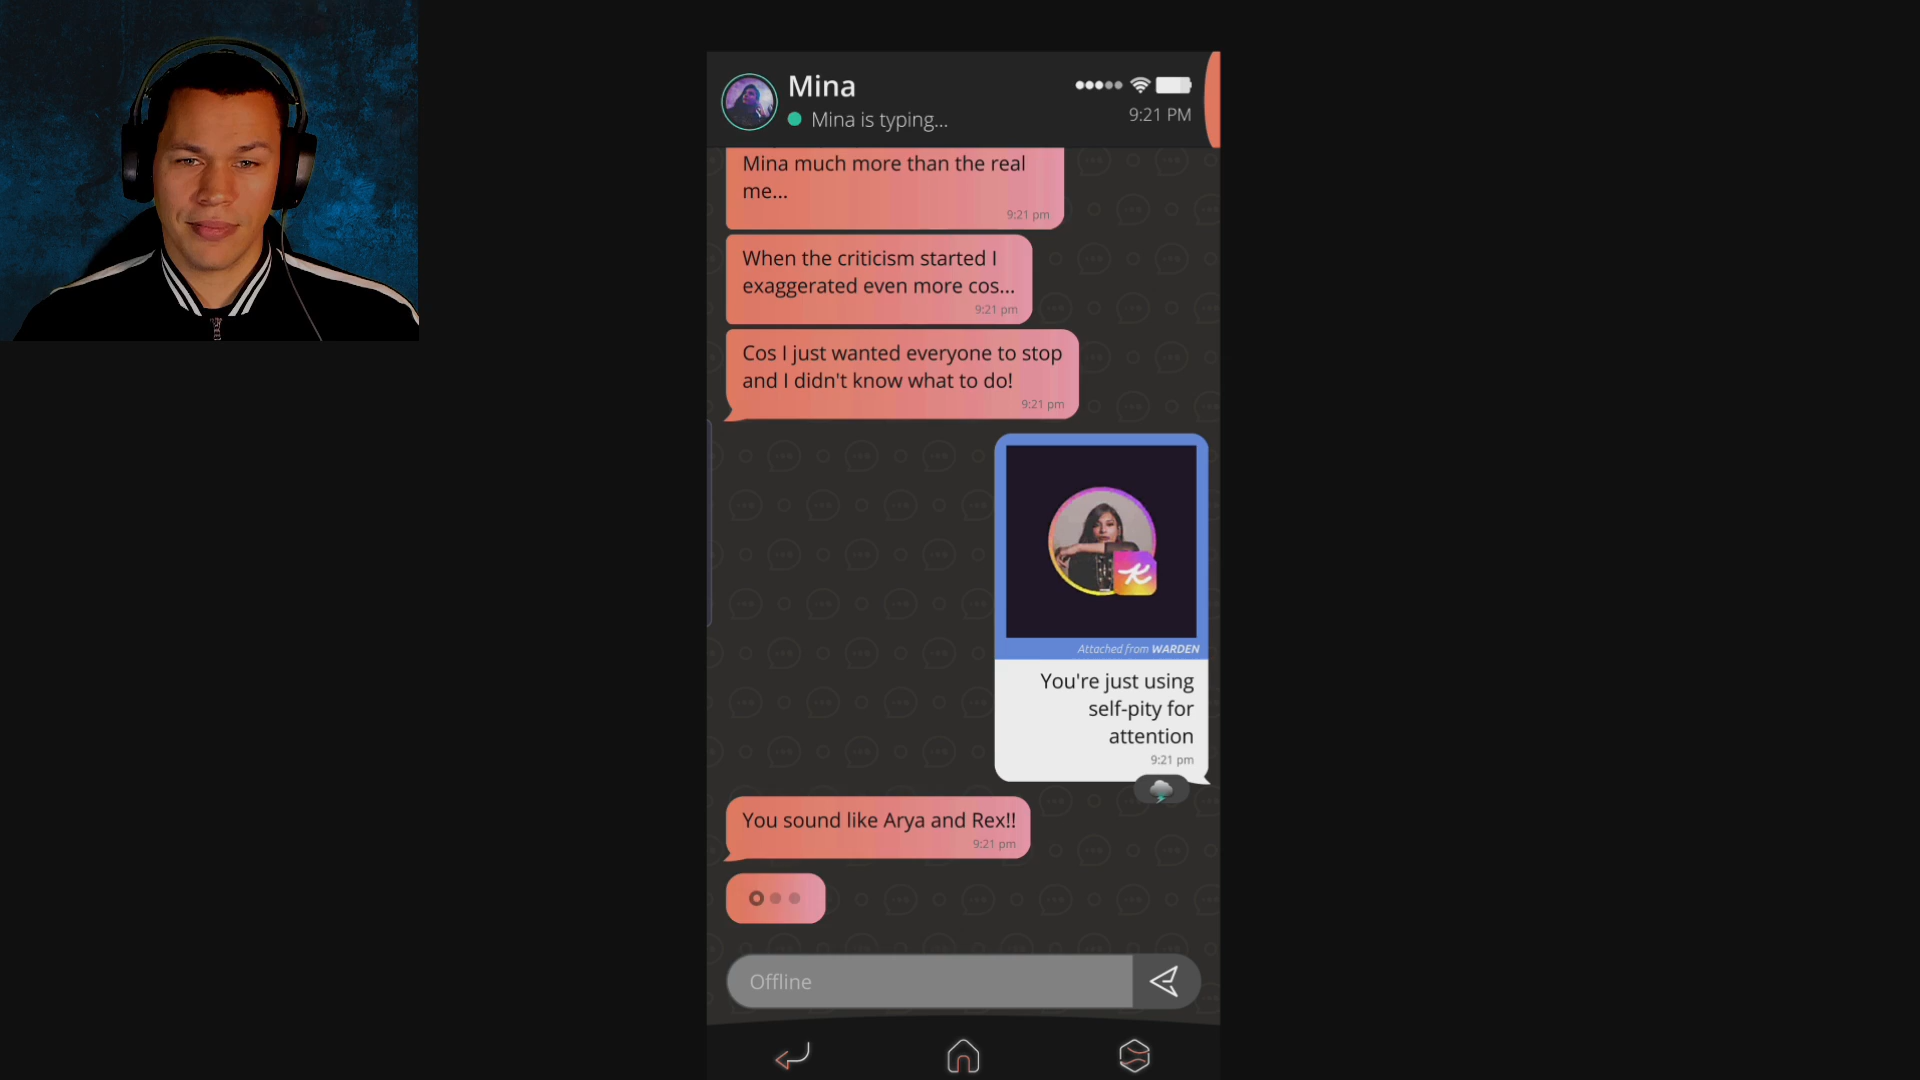 Mina
Mina is typing...
9:21 PM
Mina much more than the real
me...
9:21 pm
When the criticism started I
exaggerated even more cos...
9:21 pm
Cos I just wanted everyone to stop
and I didn't know what to do!
9:21 pm
Attached from WARDEN
You're just using
self-pity for
attention
9:21 pm
You sound like Arya and Rex!!
9:21 pm
Offline